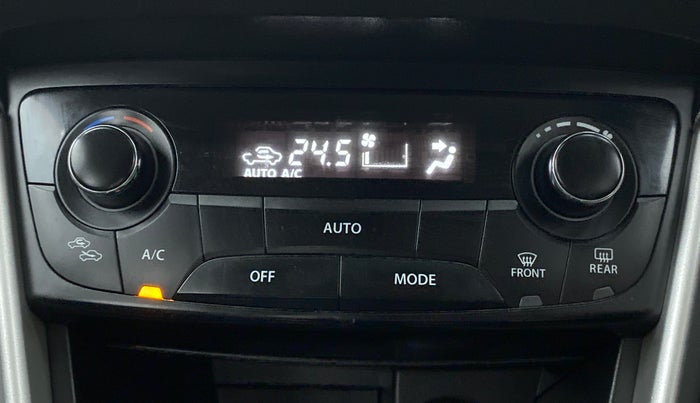 24.5
AUTO A/C
AUTO
A/C
OFF
MODE
FRONT
REAR